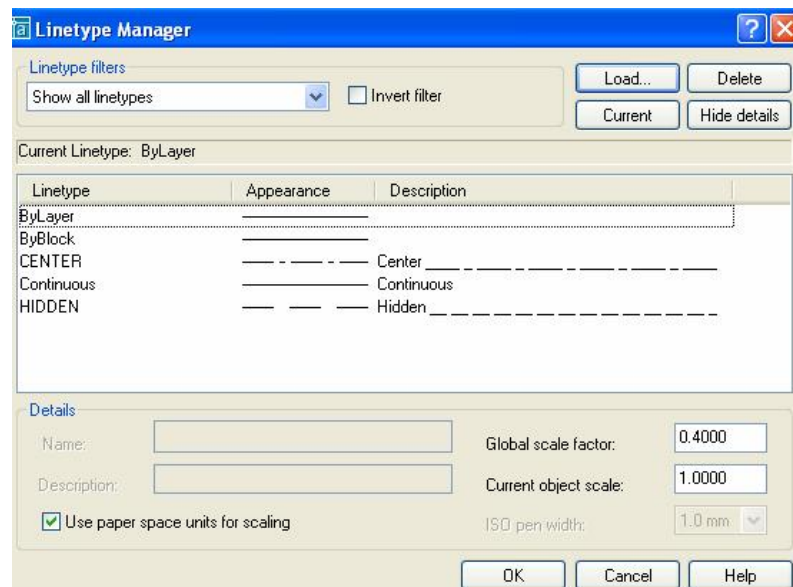 Linetype Manager
Linetype filters
Show all linetypes
Invert filter
Load...
Delete
Current
Hide details
Current Linetype: ByLayer
Linetype Appearance Description
ByLayer
ByBlock
CENTER Center
Continuous Continuous
HIDDEN Hidden
Details
Name:
Description:
Use paper space units for scaling
Global scale factor: 0.4000
Current object scale: 1.0000
ISO pen width: 1.0 mm
OK Cancel Help